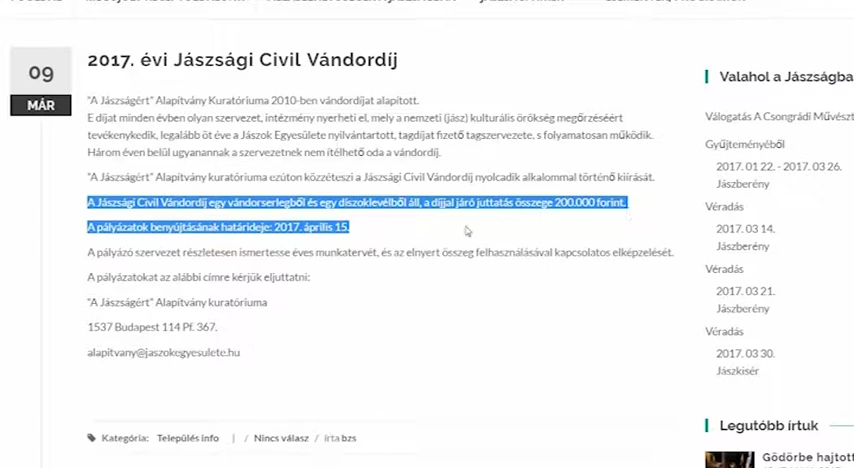 09
MÁR
2017. évi Jászsági Civil Vándordíj
"A Jászságért" Alapítvány Kuratóriuma 2010-ben vándordíjat alapított.
E díjat minden évben olyan szervezet, intézmény nyerheti el, mely a nemzeti (jász) kulturális örökség megőrzéséért
tevékenykedik, legalább öt éve a Jászok Egyesülete nyilvántartott, tagdíjat fizető tagszervezete, s folyamatosan működik.
Három éven belül ugyanannak a szervezetnek nem ítélhető oda a vándordíj.
"A Jászságért" Alapítvány kuratóriuma ezúton közzéteszi a Jászsági Civil Vándordíj nyolcadik alkalommal történő kiírását.
A Jászsági Civil Vándordíj egy vándorserlegből és egy díszoklevélből áll, a díjjal járó juttatás összege 200.000 forint.
A pályázatok benyújtásának határideje: 2017. április 15.
A pályázó szervezet részletesen ismertesse éves munkatervét, és az elnyert összeg felhasználásával kapcsolatos elképzelését.
A pályázatokat az alábbi címre kérjük eljuttatni:
"A Jászságért" Alapítvány kuratóriuma
1537 Budapest 114 Pf. 367.
alapitvany@jaszokegyesulete.hu
Kategória: Település info | / Nincs válasz / írta bzs
Valahol a Jászságba
Válogatás A Csongrádi Művészt
Gyűjteményéből
2017. 01 22. - 2017. 03 26.
Jászberény
Véradás
2017. 03 14.
Jászberény
Véradás
2017. 03 21.
Jászberény
Véradás
2017. 03 30.
Jászkisér
Legutóbb írtuk
Gödörbe hajtott